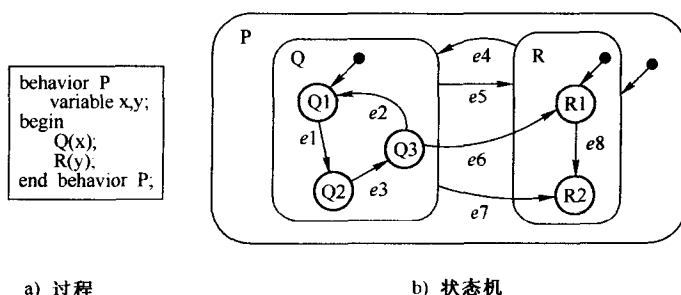 behavior P
variable x,y;
begin
Q(x);
R(y);
end behavior P;
P
Q
R
e4
e5
Q1
e2
R1
e1
Q3
e6
e8
Q2
e3
e7
R2
a) 过程
b) 状态机